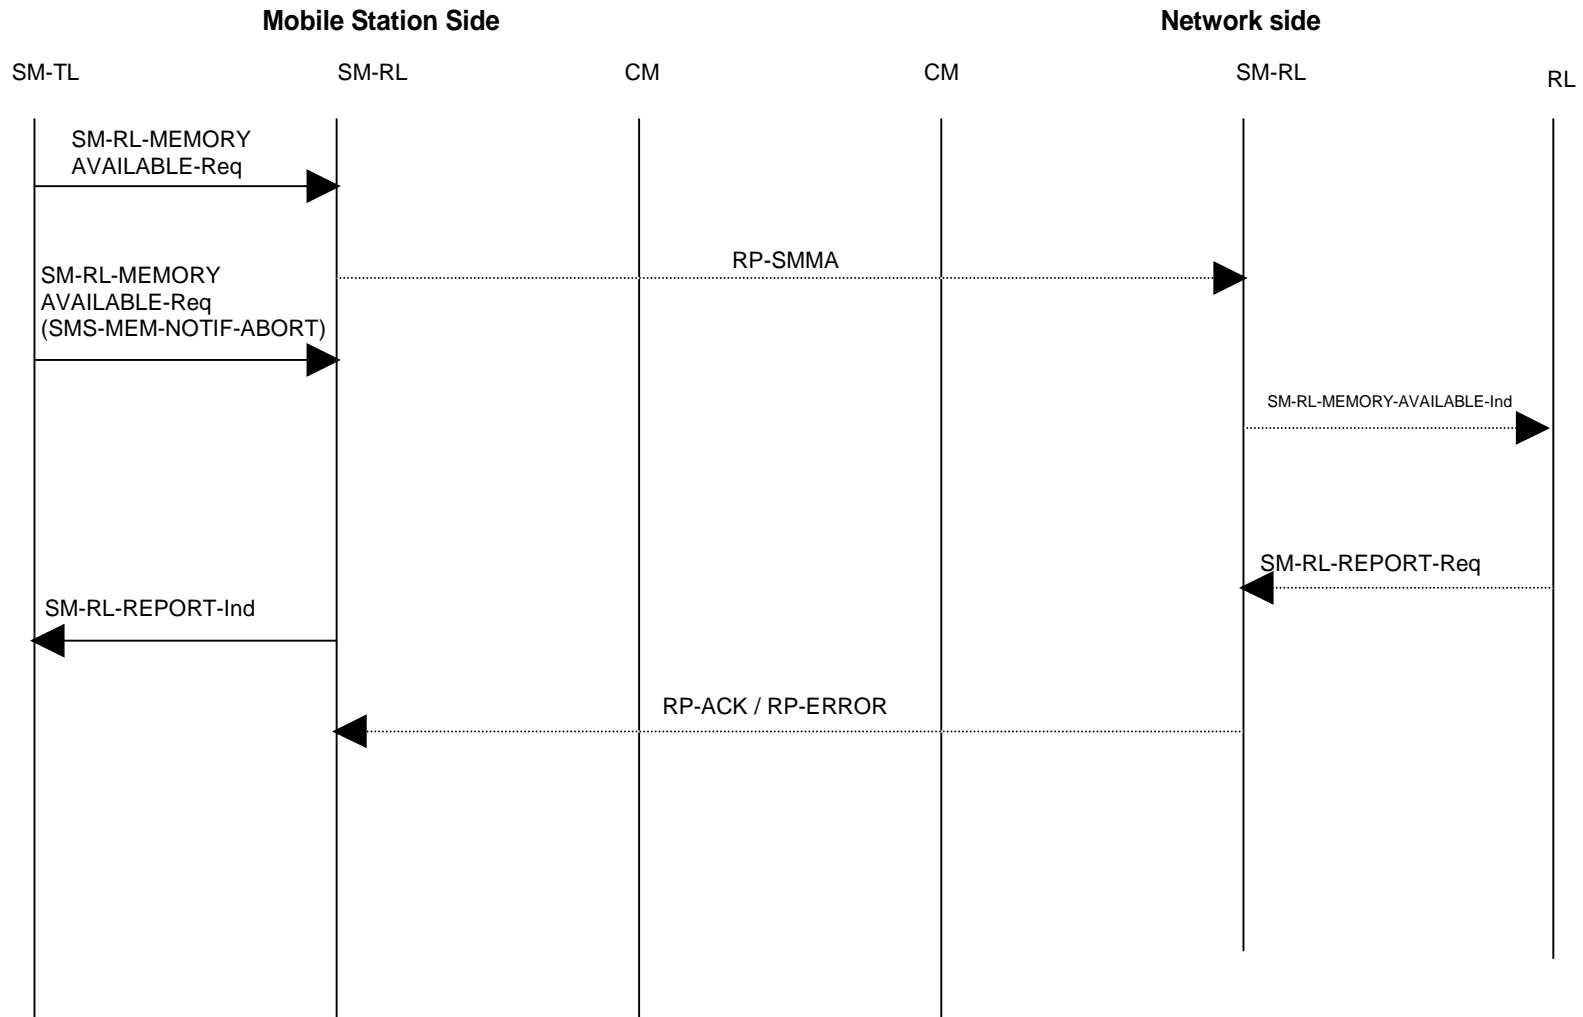 Mobile Station Side
Network side
SM-TL
SM-RL
CM
CM
SM-RL
RL
SM-RL-MEMORY
AVAILABLE-Req
RP-SMMA
SM-RL-MEMORY
AVAILABLE-Req
(SMS-MEM-NOTIF-ABORT)
SM-RL-MEMORY-AVAILABLE-Ind
SM-RL-REPORT-Req
SM-RL-REPORT-Ind
RP-ACK / RP-ERROR